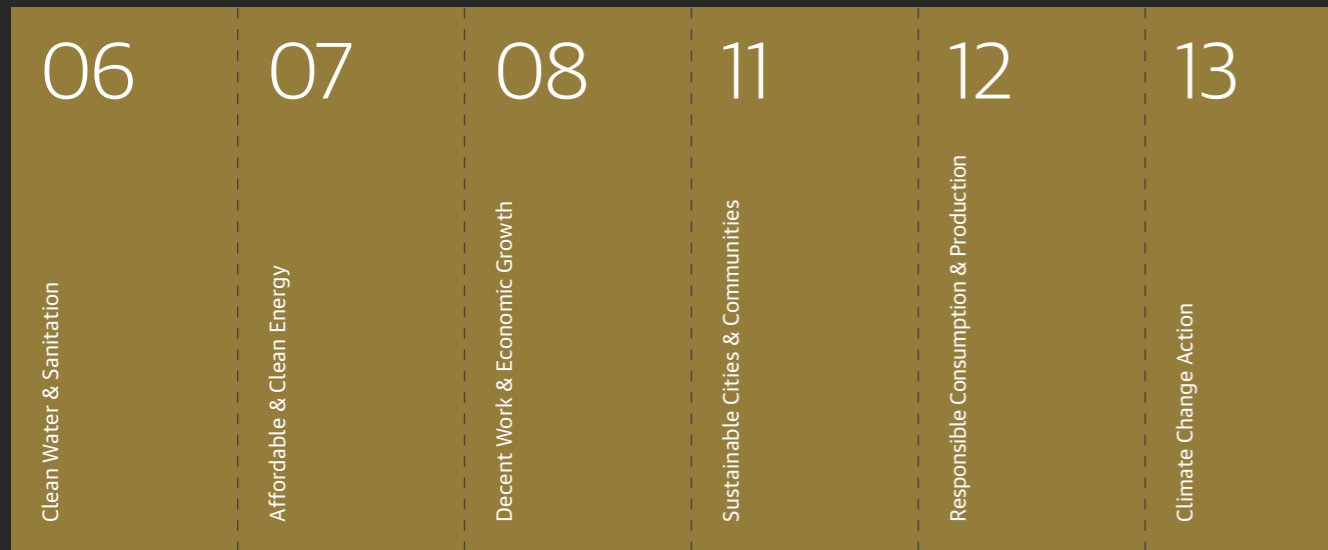 06
Clean Water & Sanitation
07
Affordable & Clean Energy
08
Decent Work & Economic Growth
11
Sustainable Cities & Communities
12
Responsible Consumption & Production
13
Climate Change Action